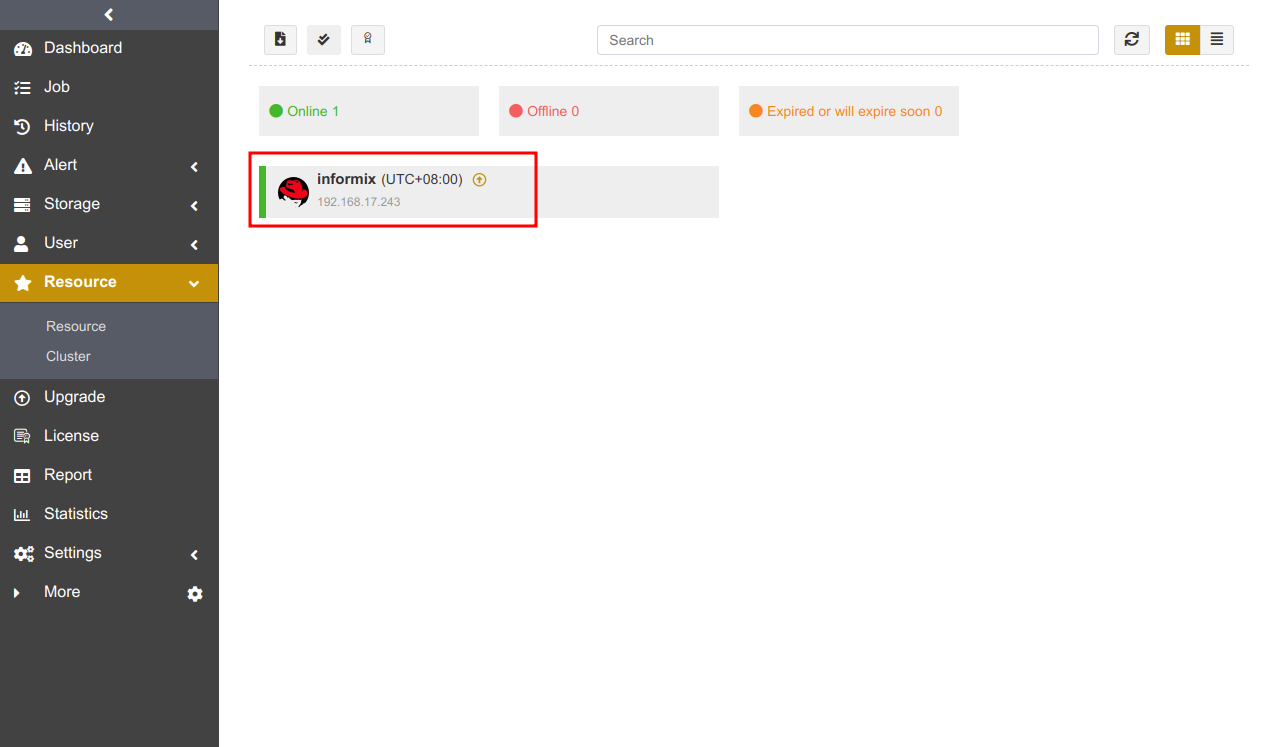 Dashboard
Job
History
Alert
Storage
User
Resource
Resource
Cluster
Upgrade
License
Report
Statistics
Settings
More
Search
Online 1
Offline 0
Expired or will expire soon 0
informix (UTC+08:00)
192.168.17.243